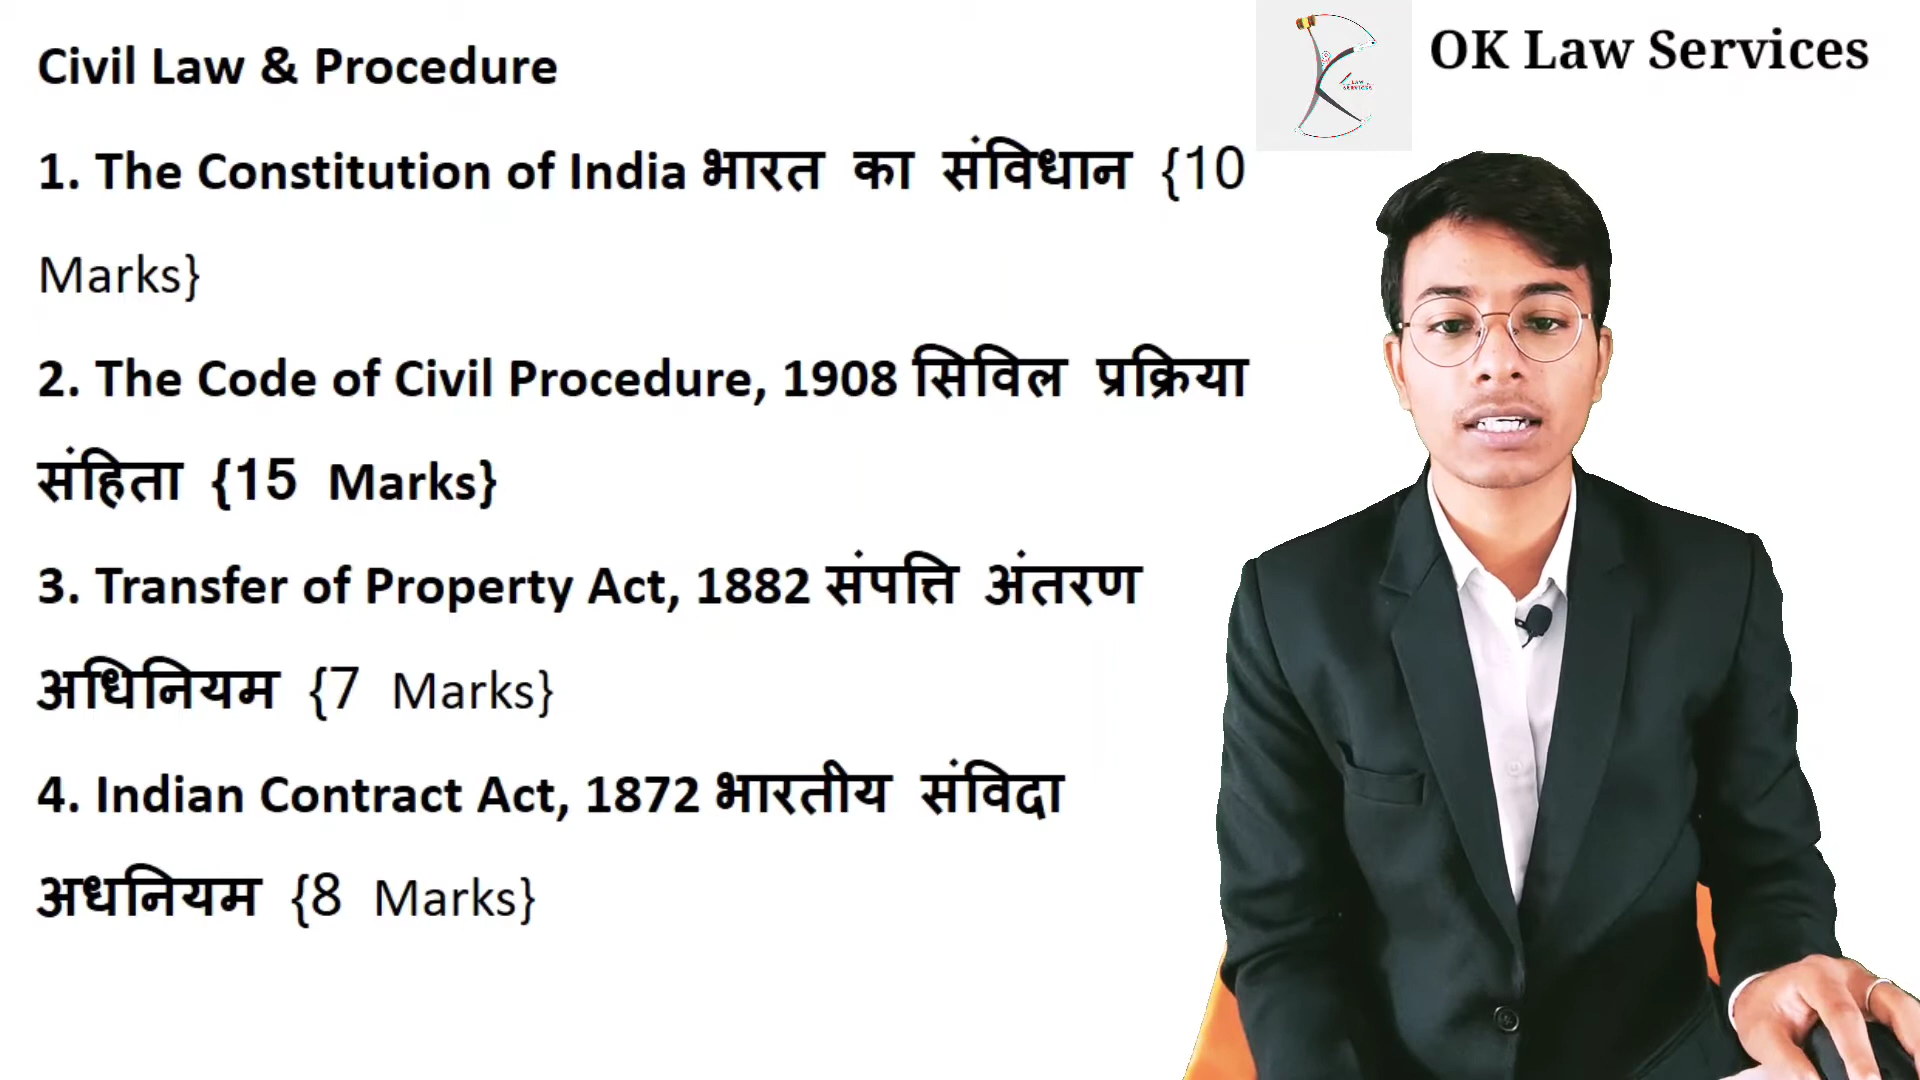 Civil Law & Procedure
OK Law Services
LAW
SERVICES
1. The Constitution of India भारत का संविधान {10
Marks}
2. The Code of Civil Procedure, 1908 सिविल प्रक्रिया
संहिता {15 Marks}
3. Transfer of Property Act, 1882 संपत्ति अंतरण
अधिनियम {7 Marks}
4. Indian Contract Act, 1872 भारतीय संविदा
अधनियम {8 Marks}